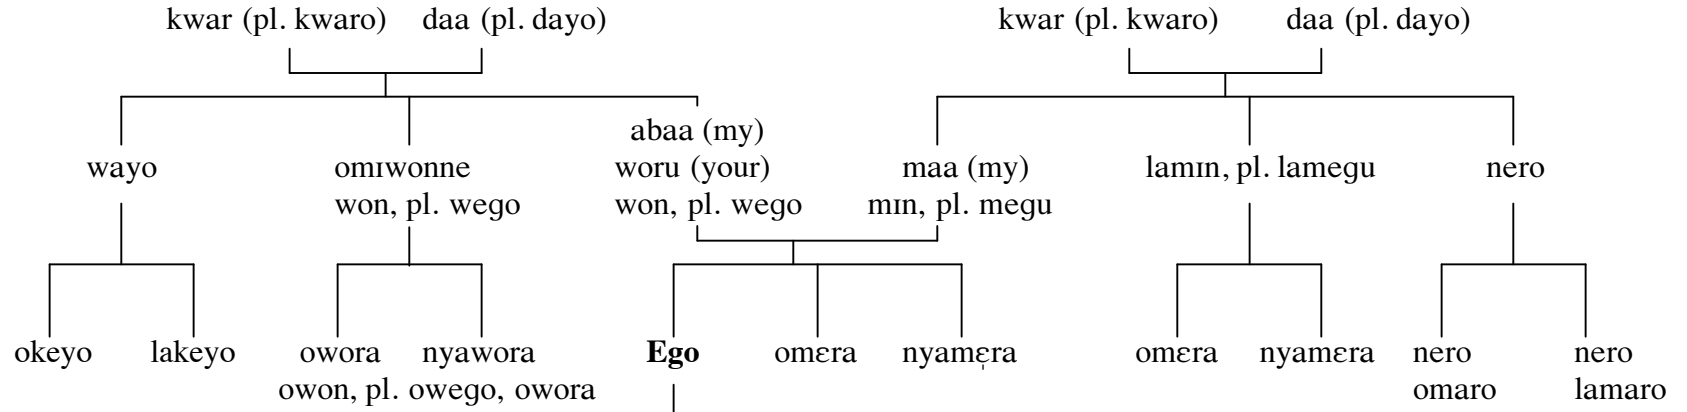 kwar (pl. kwaro) daa (pl. dayo) kwar (pl. kwaro) daa (pl. dayo)
abaa (my)
wayo omɪwonne woru (your) maa (my) lamɪn, pl. lamegu nero
won, pl. wego won, pl. wego mɪn, pl. megu
okeyo lakeyo owora nyawora Ego omɛra nyamɛ̩ra omɛra nyamɛra nero nero
owon, pl. owego, owora omaro lamaro